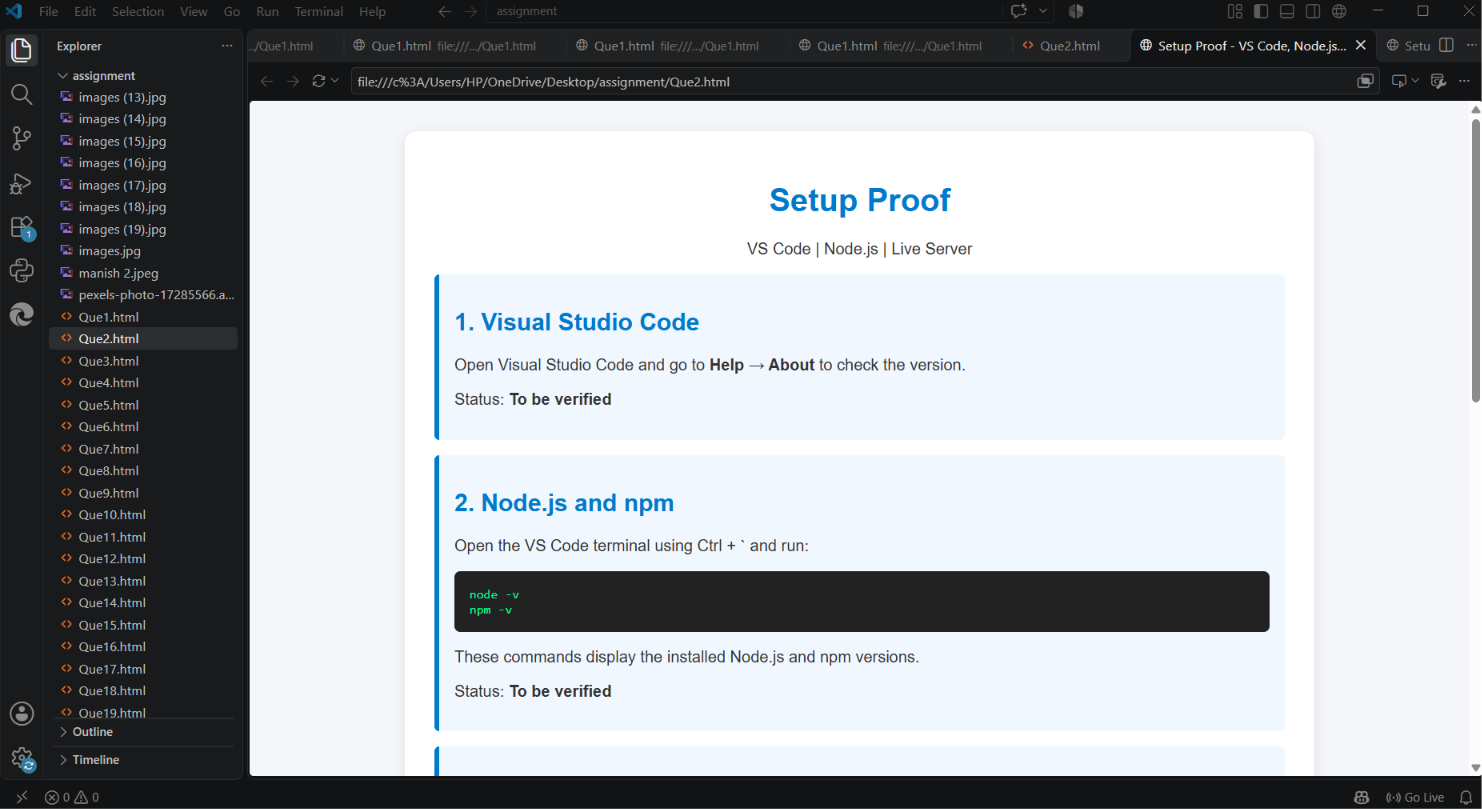 File Edit Selection View Go Run Terminal Help
assignment
Explorer
.../Que1.html
Que1.html file:///.../Que1.html
Que1.html file:///.../Que1.html
Que1.html file:///.../Que1.html
Que2.html
Setup Proof - VS Code, Node.js...
Setu
file:///c%3A/Users/HP/OneDrive/Desktop/assignment/Que2.html
assignment
images (13).jpg
images (14).jpg
images (15).jpg
images (16).jpg
images (17).jpg
images (18).jpg
images (19).jpg
images.jpg
manish 2.jpeg
pexels-photo-17285566.a...
Que1.html
Que2.html
Que3.html
Que4.html
Que5.html
Que6.html
Que7.html
Que8.html
Que9.html
Que10.html
Que11.html
Que12.html
Que13.html
Que14.html
Que15.html
Que16.html
Que17.html
Que18.html
Que19.html
Outline
Timeline
1
Setup Proof
VS Code | Node.js | Live Server
1. Visual Studio Code
Open Visual Studio Code and go to Help → About to check the version.
Status: To be verified
2. Node.js and npm
Open the VS Code terminal using Ctrl + ` and run:
node -v
npm -v
These commands display the installed Node.js and npm versions.
Status: To be verified
0 0
Go Live